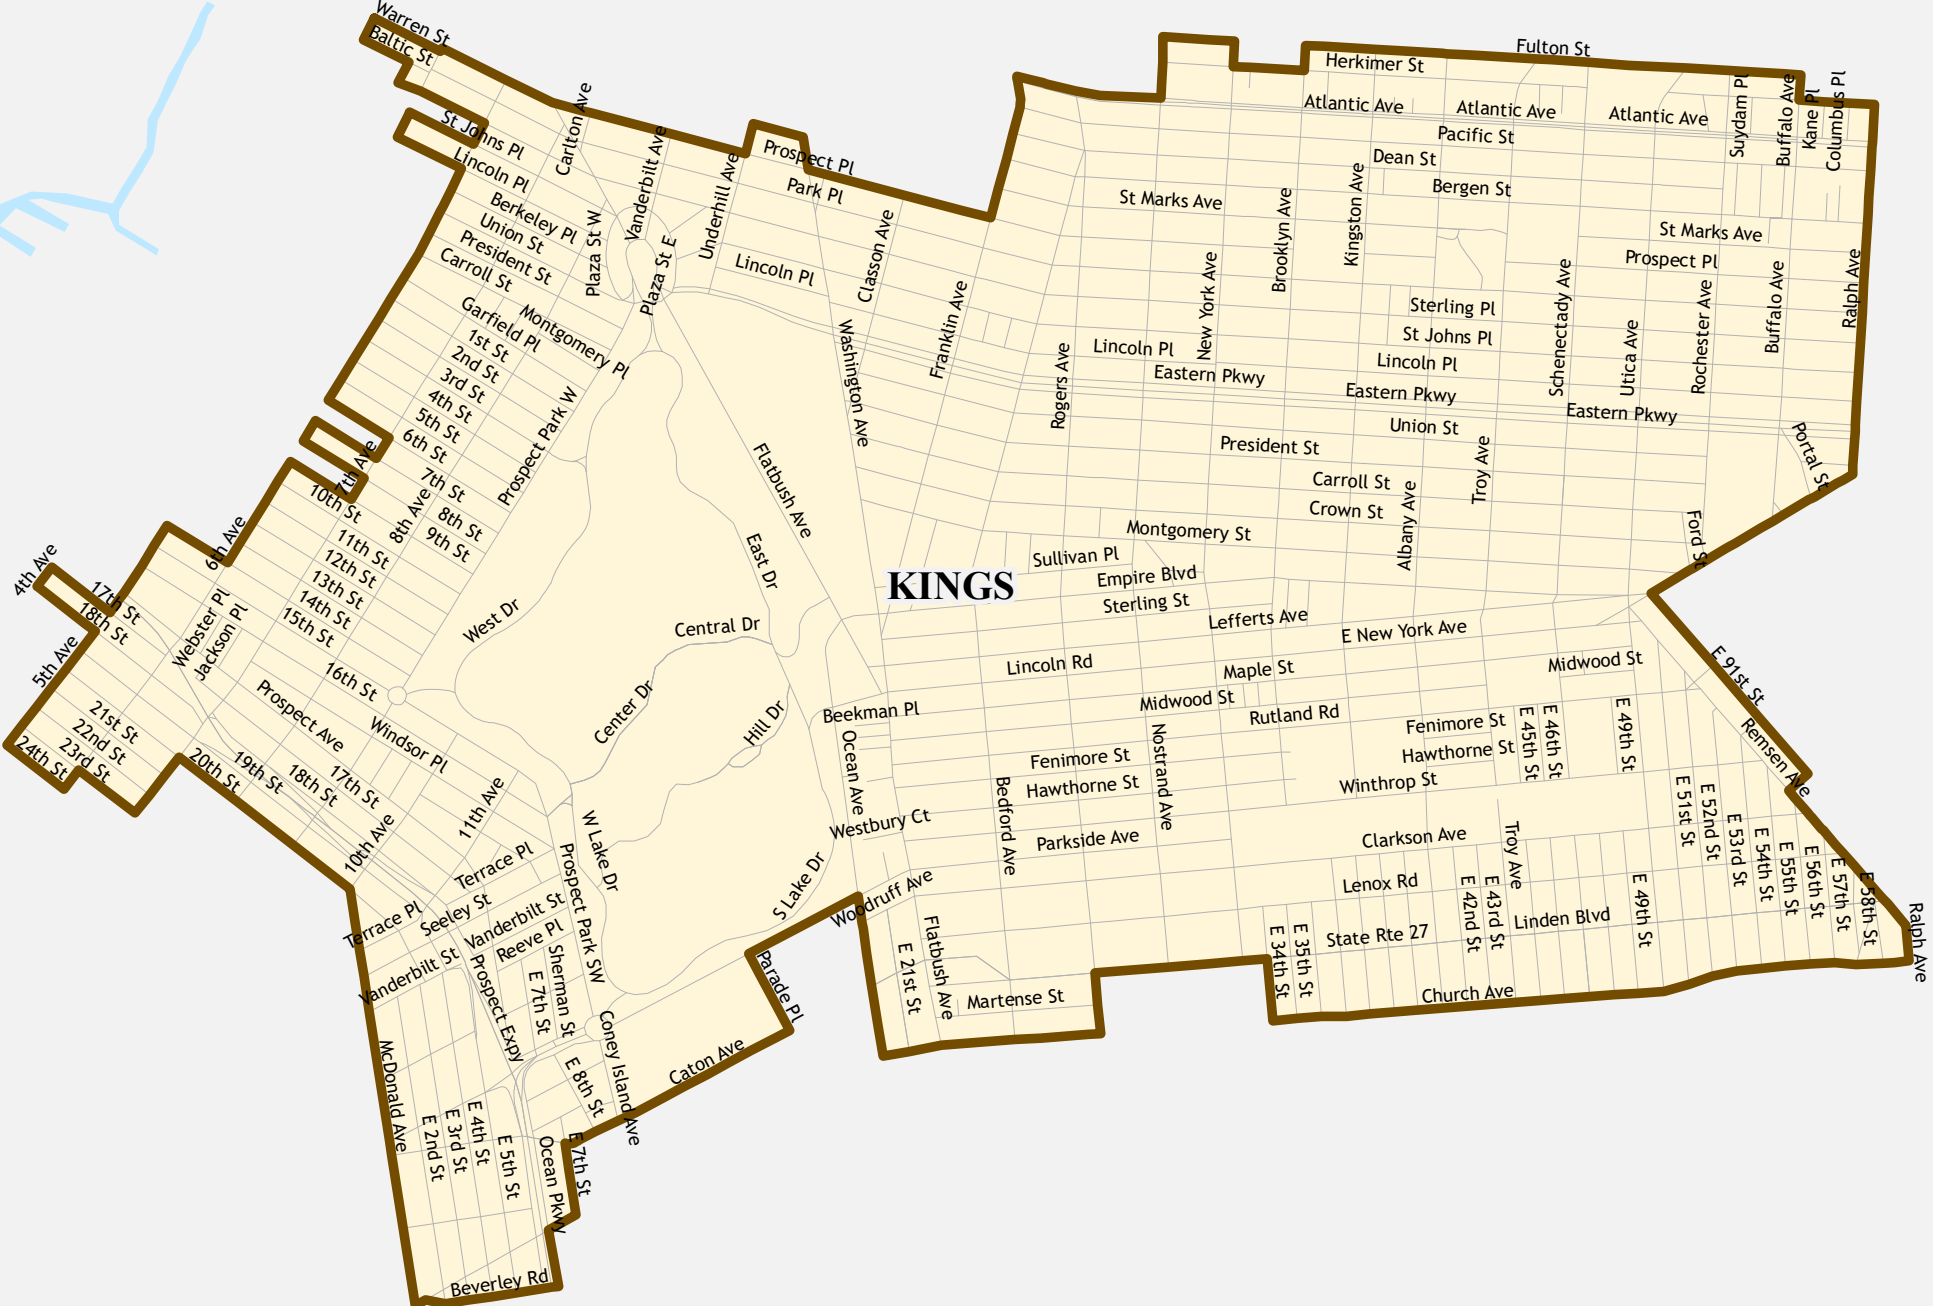 Warren St
Baltic St
Fulton St
Herkimer St
Atlantic Ave
Atlantic Ave
Atlantic Ave
Suydam Pl
Buffalo Ave
Kane Pl
Columbus Pl
Carlton Ave
St Johns Pl
Vanderbilt Ave
Underhill Ave
Prospect Pl
Pacific St
Lincoln Pl
Park Pl
Dean St
Bergen St
Kingston Ave
St Marks Ave
Brooklyn Ave
Berkeley Pl
Union St
President St
Carroll St
Plaza St W
Plaza St E
Classon Ave
Lincoln Pl
St Marks Ave
Prospect Pl
New York Ave
Schenectady Ave
Utica Ave
Rochester Ave
Buffalo Ave
Ralph Ave
Garfield Pl
Montgomery Pl
Franklin Ave
Sterling Pl
St Johns Pl
Washington Ave
1st St
2nd St
3rd St
4th St
5th St
6th St
7th St
8th St
9th St
Rogers Ave
Lincoln Pl
Lincoln Pl
Eastern Pkwy
Eastern Pkwy
Eastern Pkwy
Prospect Park W
Union St
President St
Troy Ave
Portal St
7th Ave
8th Ave
Flatbush Ave
Carroll St
Crown St
Albany Ave
Ford St
10th St
11th St
12th St
13th St
14th St
15th St
16th St
6th Ave
4th Ave
17th St
18th St
5th Ave
Webster Pl
Jackson Pl
East Dr
Montgomery St
Sullivan Pl
KINGS
Empire Blvd
Sterling St
Lefferts Ave
E New York Ave
West Dr
Central Dr
Lincoln Rd
Maple St
Midwood St
Midwood St
E 91st St
Center Dr
Hill Dr
Beekman Pl
Ocean Ave
Rutland Rd
Fenimore St
Hawthorne St
E 45th St
E 46th St
E 49th St
Remsen Ave
21st St
22nd St
23rd St
24th St
20th St
19th St
18th St
17th St
Prospect Ave
Windsor Pl
Fenimore St
Hawthorne St
Nostrand Ave
Winthrop St
Bedford Ave
11th Ave
10th Ave
W Lake Dr
Westbury Ct
Parkside Ave
Clarkson Ave
Troy Ave
E 51st St
E 52nd St
E 53rd St
E 54th St
E 55th St
E 56th St
E 57th St
E 58th St
Terrace Pl
Terrace Pl
Seeley St
Vanderbilt St
Vanderbilt St
Reeve Pl
Prospect Park SW
S Lake Dr
Woodruff Ave
Lenox Rd
E 42nd St
E 43rd St
Linden Blvd
E 49th St
State Rte 27
E 34th St
E 35th St
Ralph Ave
Flatbush Ave
E 21st St
Martense St
Church Ave
Parade Pl
Prospect Expy
E 7th St
Sherman St
Coney Island Ave
Caton Ave
E 8th St
McDonald Ave
E 2nd St
E 3rd St
E 4th St
E 5th St
Ocean Pkwy
E 7th St
Beverley Rd